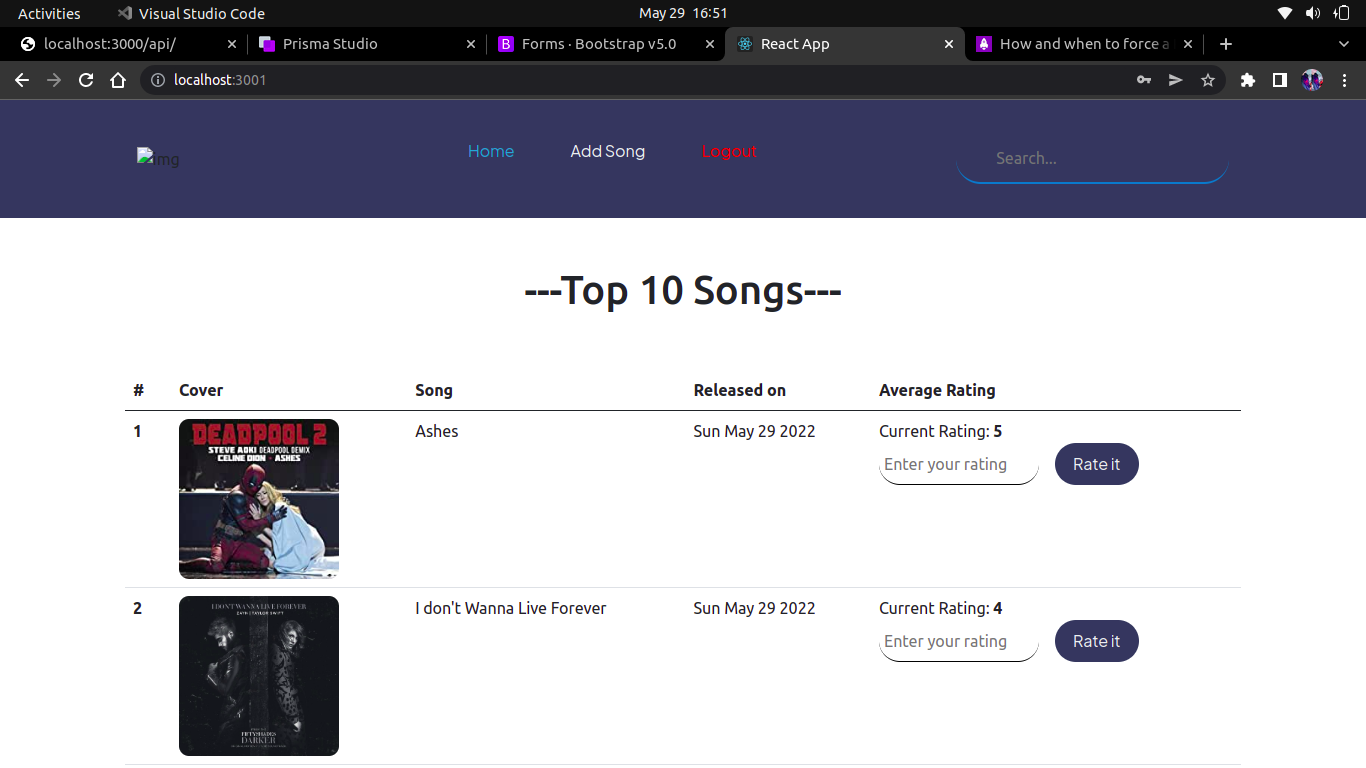 Activities Visual Studio Code May 29 16:51
localhost:3000/api/ Prisma Studio B Forms · Bootstrap v5.0 React App How and when to force a
localhost:3001
img Home Add Song Logout Search...
---Top 10 Songs---
# Cover Song Released on Average Rating
1 Ashes Sun May 29 2022 Current Rating: 5
Enter your rating Rate it
DEADPOOL 2
STEVE AOKI DEADPOOL DEMIX
CELINE DION - ASHES
2 I don't Wanna Live Forever Sun May 29 2022 Current Rating: 4
Enter your rating Rate it
I DON'T WANNA LIVE FOREVER
ZAYN / TAYLOR SWIFT
FIFTY SHADES
DARKER